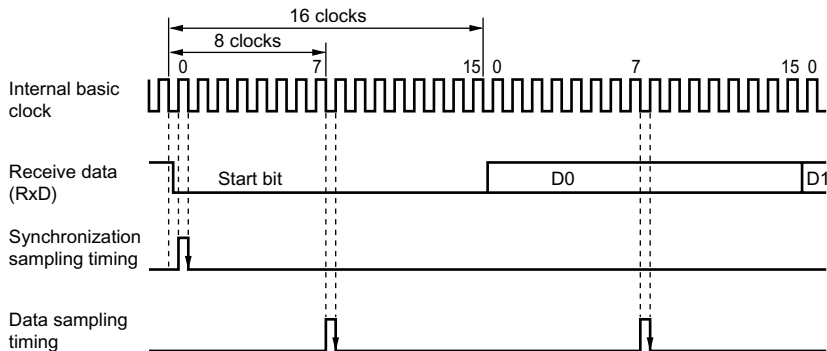 16 clocks
8 clocks
0 7 15 0 7 15 0
Internal basic
clock
Receive data
(RxD)
Start bit D0 D1
Synchronization
sampling timing
Data sampling
timing